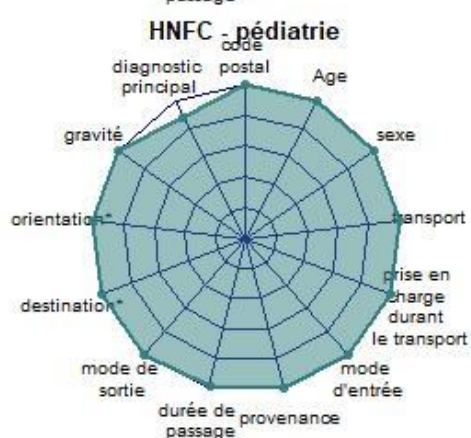 passage
HNFC - pédiatrie
code
postal
diagnostic
principal
Age
gravité
sexe
orientation*
transport
destination*
prise en
charge
durant
le transport
mode de
sortie
mode
d'entrée
durée de
passage
provenance